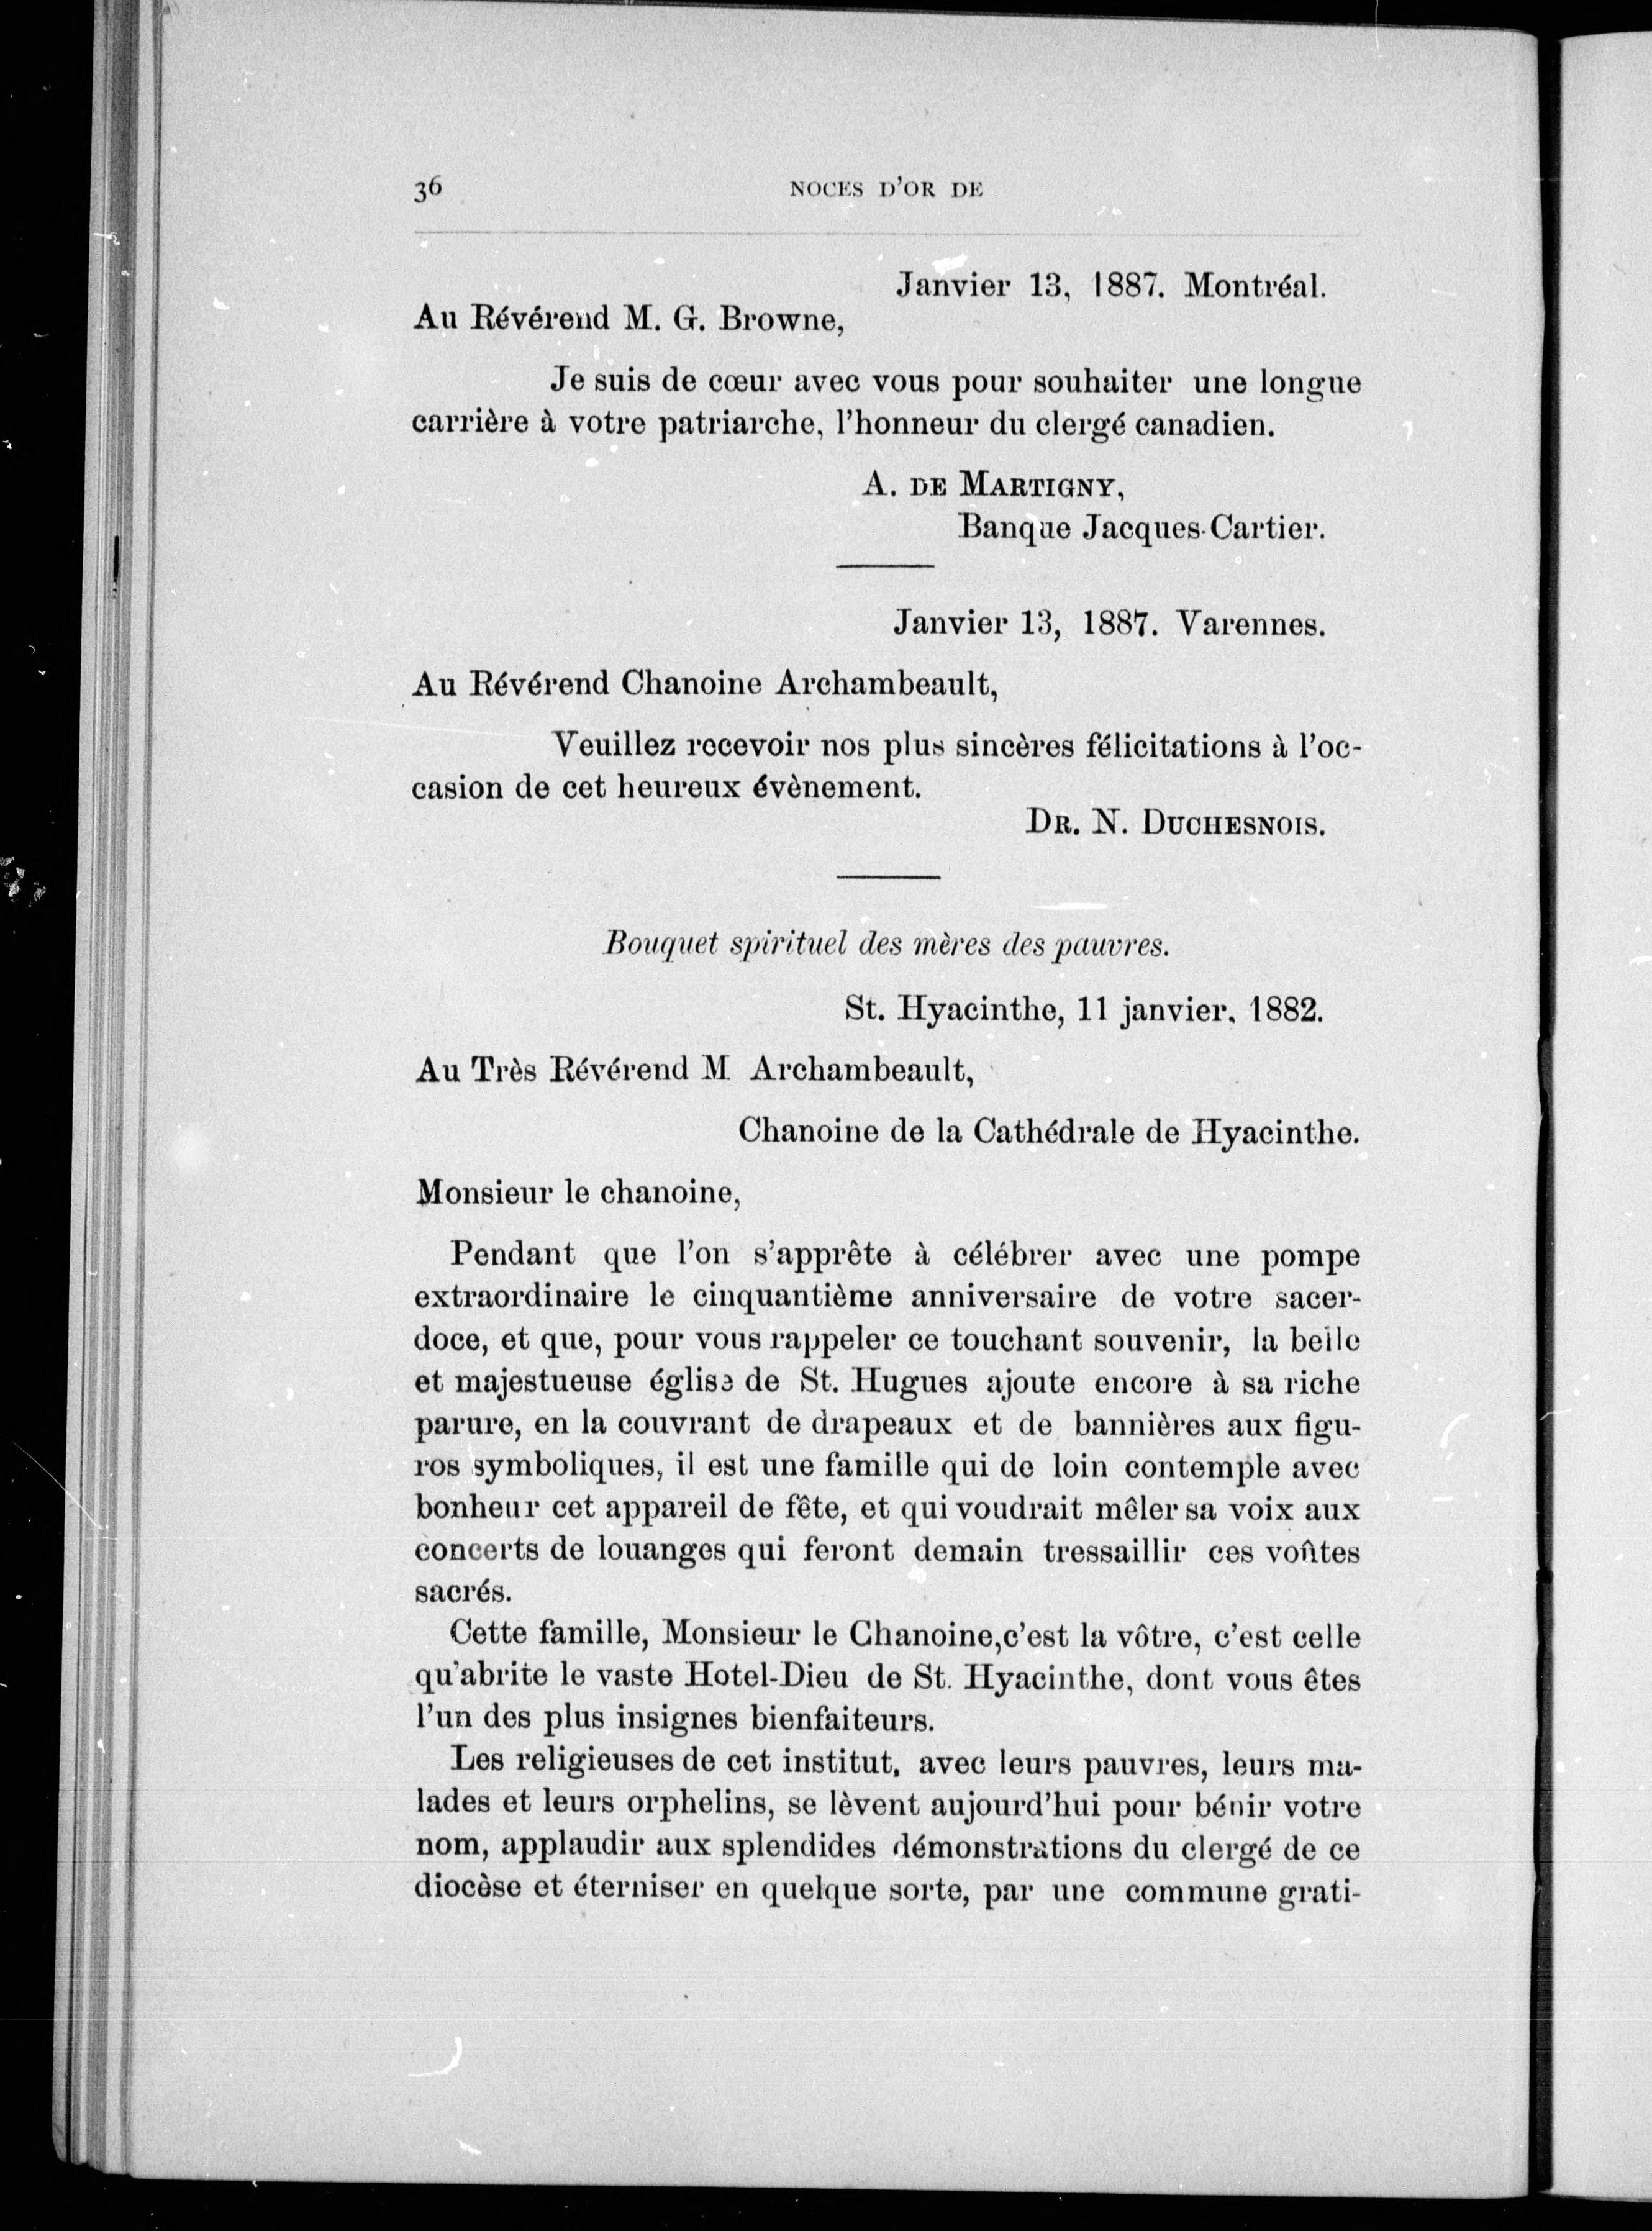 36 NOCES D'OR DE
Janvier 13, 1887. Montréal.
Au Révérend M. G. Browne,
Je suis de cœur avec vous pour souhaiter une longue
carrière à votre patriarche, l'honneur du clergé canadien.
A. DE MARTIGNY,
Banque Jacques-Cartier.
Janvier 13, 1887. Varennes.
Au Révérend Chanoine Archambeault,
Veuillez recevoir nos plus sincères félicitations à l'oc-
casion de cet heureux évènement.
DR. N. DUCHESNOIS.
Bouquet spirituel des mères des pauvres.
St. Hyacinthe, 11 janvier, 1882.
Au Très Révérend M Archambeault,
Chanoine de la Cathédrale de Hyacinthe.
Monsieur le chanoine,
Pendant que l'on s'apprête à célébrer avec une pompe
extraordinaire le cinquantième anniversaire de votre sacer-
doce, et que, pour vous rappeler ce touchant souvenir, la belle
et majestueuse église de St. Hugues ajoute encore à sa riche
parure, en la couvrant de drapeaux et de bannières aux figu-
res symboliques, il est une famille qui de loin contemple avec
bonheur cet appareil de fête, et qui voudrait mêler sa voix aux
concerts de louanges qui feront demain tressaillir ces voûtes
sacrés.
Cette famille, Monsieur le Chanoine,c'est la vôtre, c'est celle
qu'abrite le vaste Hotel-Dieu de St. Hyacinthe, dont vous êtes
l'un des plus insignes bienfaiteurs.
Les religieuses de cet institut, avec leurs pauvres, leurs ma-
lades et leurs orphelins, se lèvent aujourd'hui pour bénir votre
nom, applaudir aux splendides démonstrations du clergé de ce
diocèse et éterniser en quelque sorte, par une commune grati-